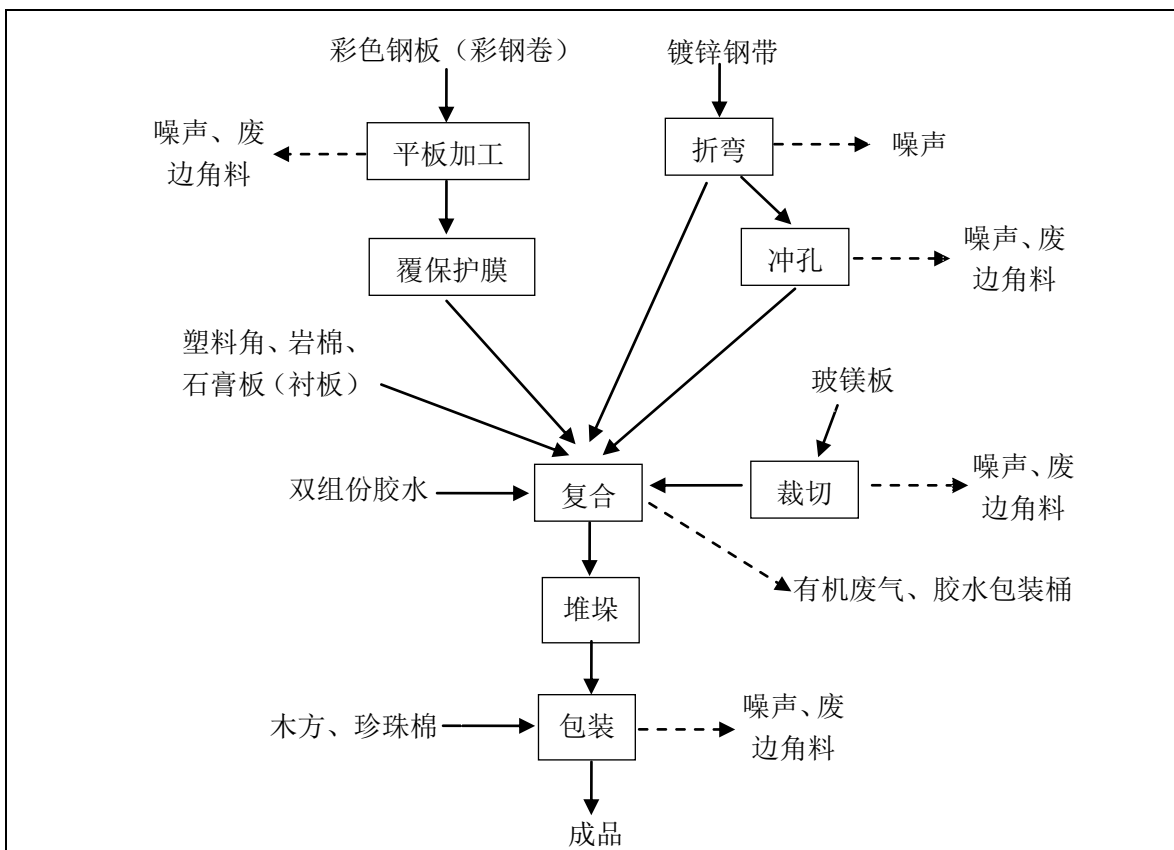 彩色钢板（彩钢卷）
镀锌钢带
噪声、废
边角料
平板加工
折弯
噪声
覆保护膜
冲孔
噪声、废
边角料
塑料角、岩棉、
石膏板（衬板）
玻镁板
双组份胶水
复合
裁切
噪声、废
边角料
有机废气、胶水包装桶
堆垛
木方、珍珠棉
包装
噪声、废
边角料
成品